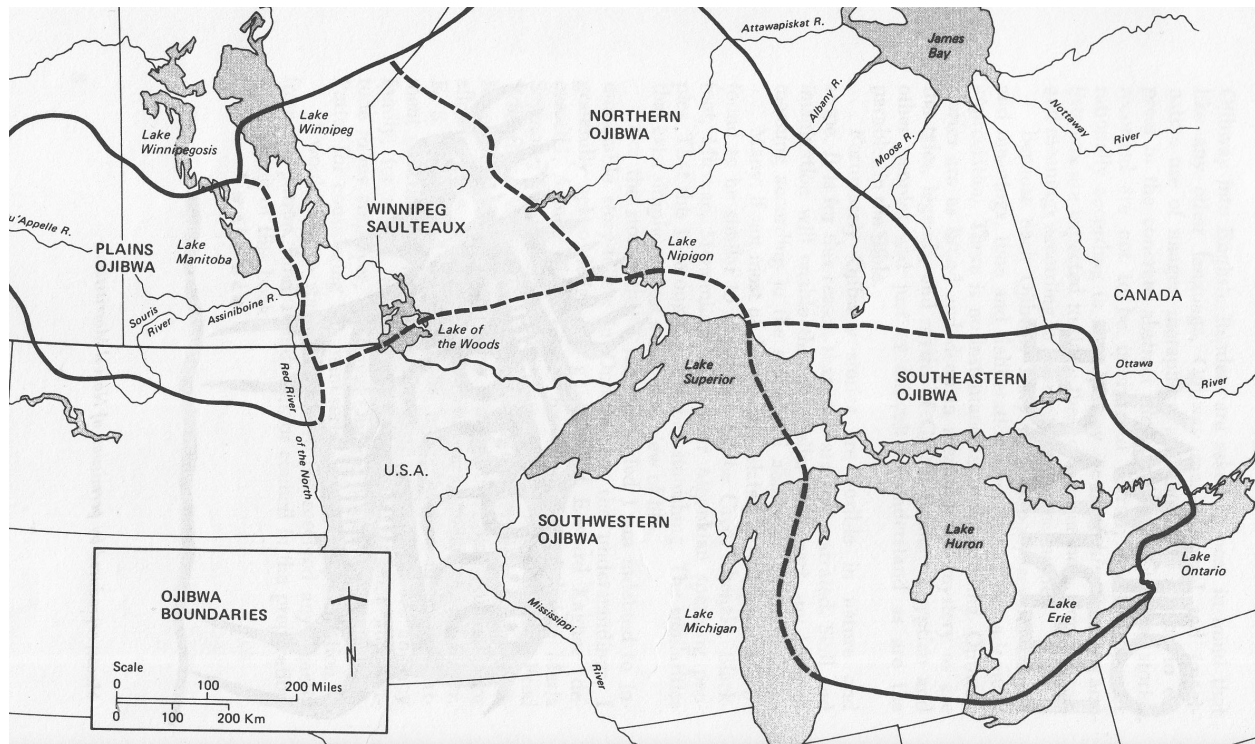 Attawapiskat R.
James
Bay
Albany R.
Nottaway
River
Moose R.
NORTHERN
OJIBWA
Lake
Winnipeg
Lake
Winnipegosis
WINNIPEG
SAULTEAUX
u'Appelle R.
PLAINS
OJIBWA
Lake
Manitoba
Lake
Nipigon
CANADA
Souris
River
Assiniboine R.
Lake of
the Woods
Red River
of the North
Lake
Superior
SOUTHEASTERN
OJIBWA
Ottawa
River
U.S.A.
SOUTHWESTERN
OJIBWA
Lake
Huron
Lake
Ontario
Mississippi
River
Lake
Michigan
Lake
Erie
OJIBWA
BOUNDARIES
N
Scale
0 100 200 Miles
0 100 200 Km